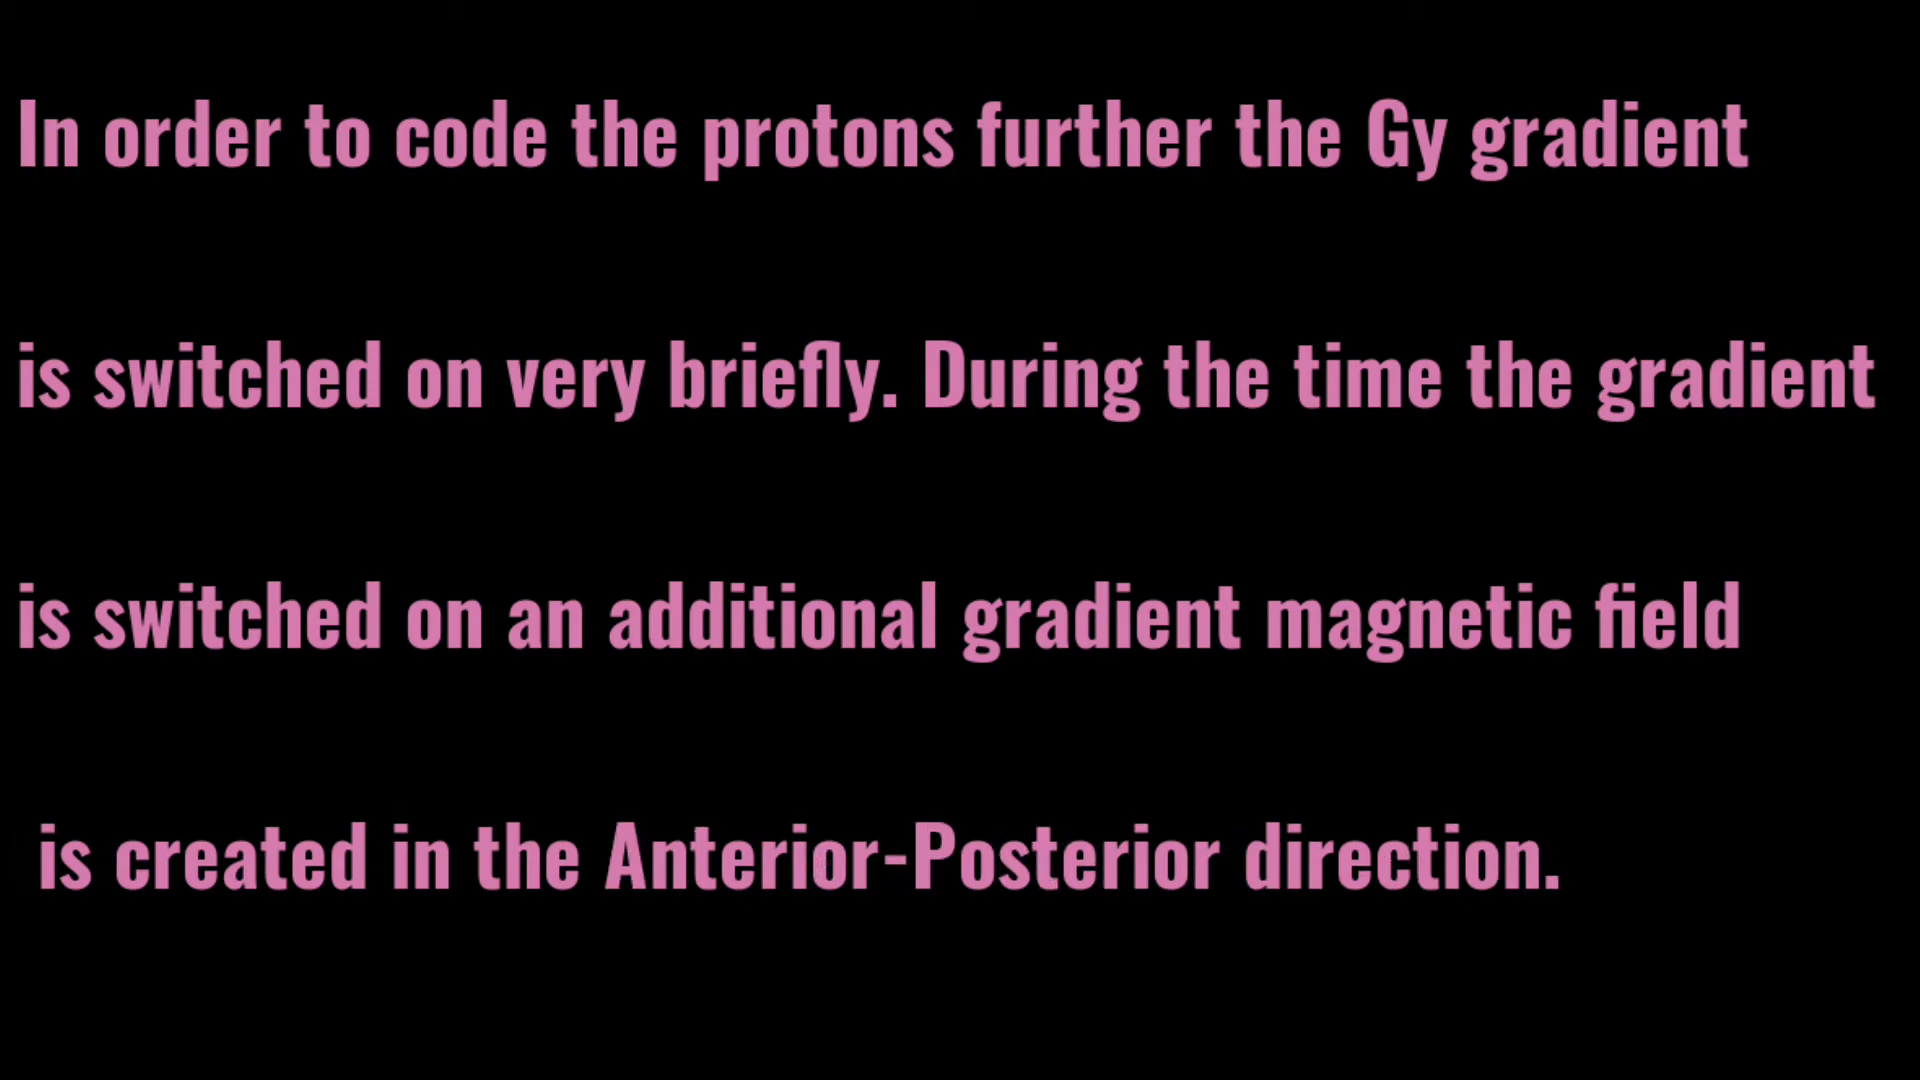 In order to code the protons further the Gy gradient
is switched on very briefly. During the time the gradient
is switched on an additional gradient magnetic field
is created in the Anterior-Posterior direction.